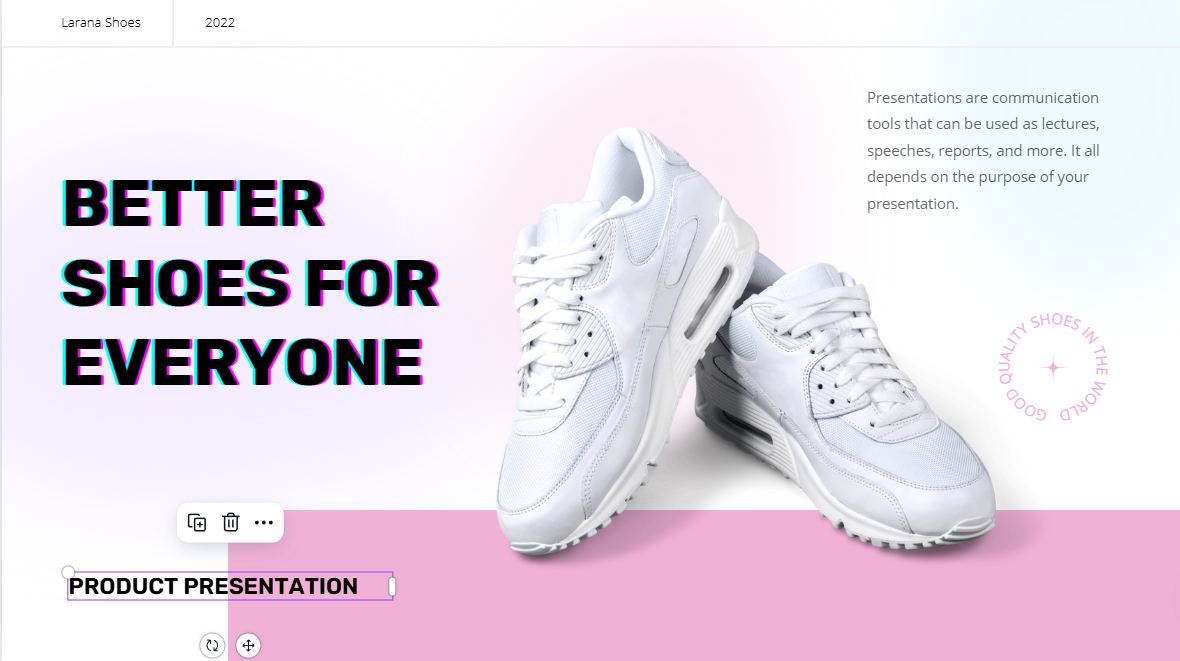 Larana Shoes
2022
Presentations are communication
tools that can be used as lectures,
speeches, reports, and more. It all
depends on the purpose of your
presentation.
BETTER
SHOES FOR
EVERYONE
GOOD QUALITY SHOES IN THE WORLD
PRODUCT PRESENTATION